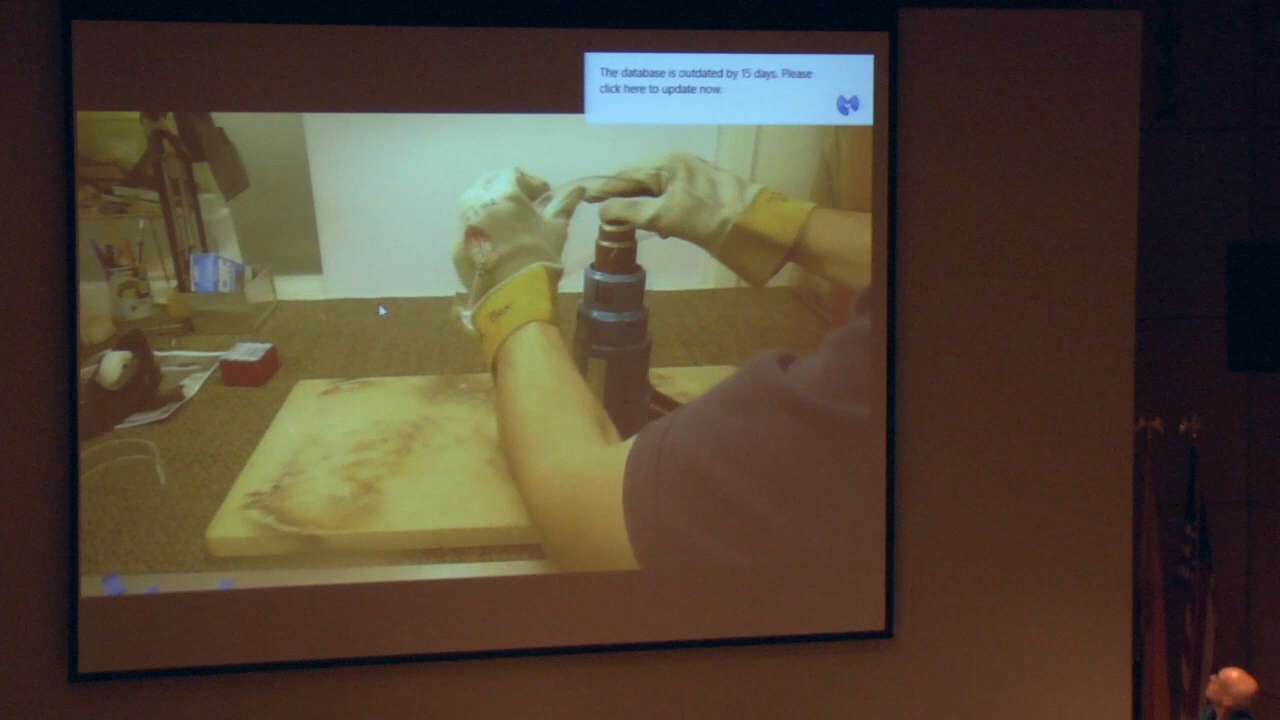 The database is outdated by 15 days. Please
click here to update now.